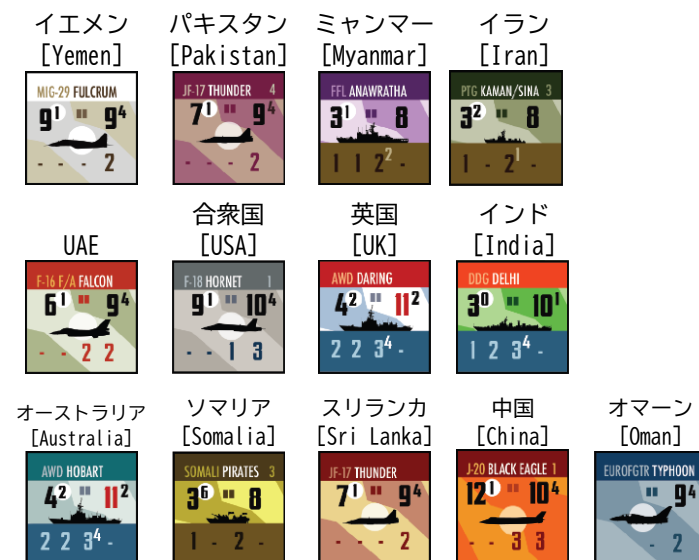 イエメン パキスタン ミャンマー イラン
[Yemen] [Pakistan] [Myanmar] [Iran]
MIG-29 FULCRUM JF-17 THUNDER 4 FFL ANAWRATHA PTG KAMAN/SINA 3
9¹ " 9⁴ 7¹ " 9⁴ 3¹ " 8 3² " 8
- - - 2 - - - 2 1 1 2² - 1 - 2¹ -
合衆国 英国 インド
UAE [USA] [UK] [India]
F-16 F/A FALCON F-18 HORNET 1 AWD DARING DDG DELHI
6¹ " 9⁴ 9¹ " 10⁴ 4² " 11² 3⁰ " 10¹
- - 2 2 - - 1 3 2 2 3⁴ - 1 2 3⁴ -
オーストラリア ソマリア スリランカ 中国 オマーン
[Australia] [Somalia] [Sri Lanka] [China] [Oman]
AWD HOBART SOMALI PIRATES 3 JF-17 THUNDER J-20 BLACK EAGLE 1 EUROFGTR TYPHOON
4² " 11² 3⁶ " 8 7¹ " 9⁴ 12¹ " 10⁴ " 9⁴
2 2 3⁴ - 1 - 2 - - - - 2 - - 3 3 - 2